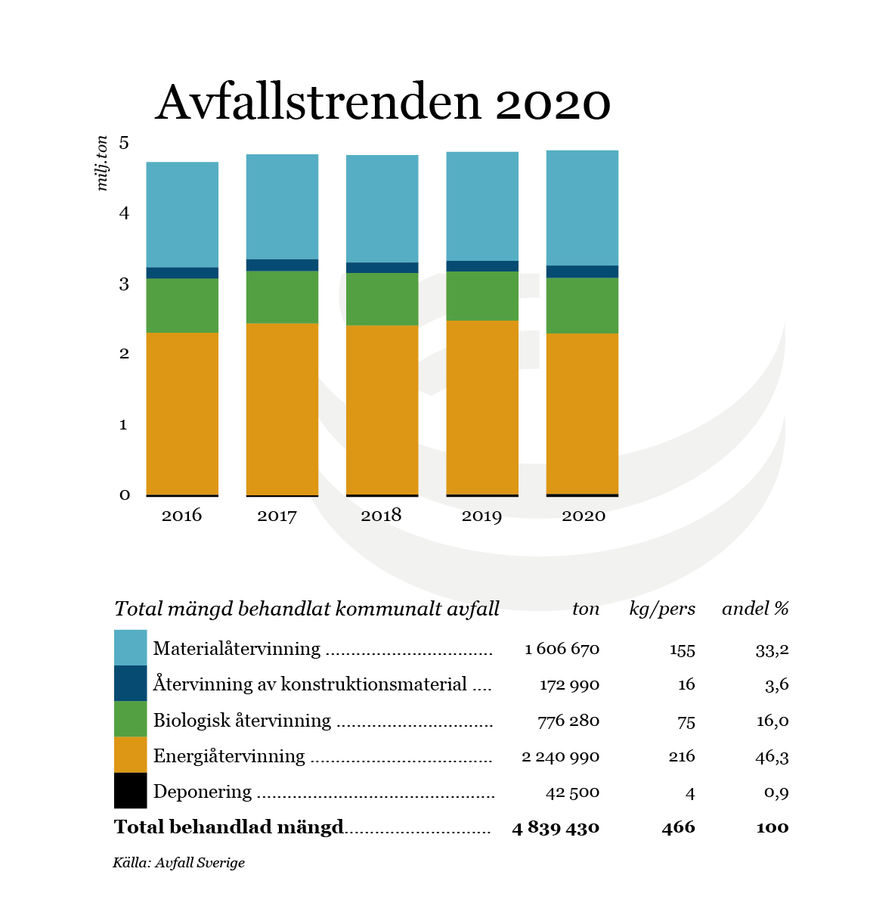 Avfallstrenden 2020
milj.ton
5
4
3
2
1
0
2016 2017 2018 2019 2020
Total mängd behandlat kommunalt avfall ton kg/pers andel %
Materialåtervinning ................................ 1 606 670 155 33,2
Återvinning av konstruktionsmaterial .... 172 990 16 3,6
Biologisk återvinning .............................. 776 280 75 16,0
Energiåtervinning ................................... 2 240 990 216 46,3
Deponering .............................................. 42 500 4 0,9
Total behandlad mängd............................ 4 839 430 466 100
Källa: Avfall Sverige